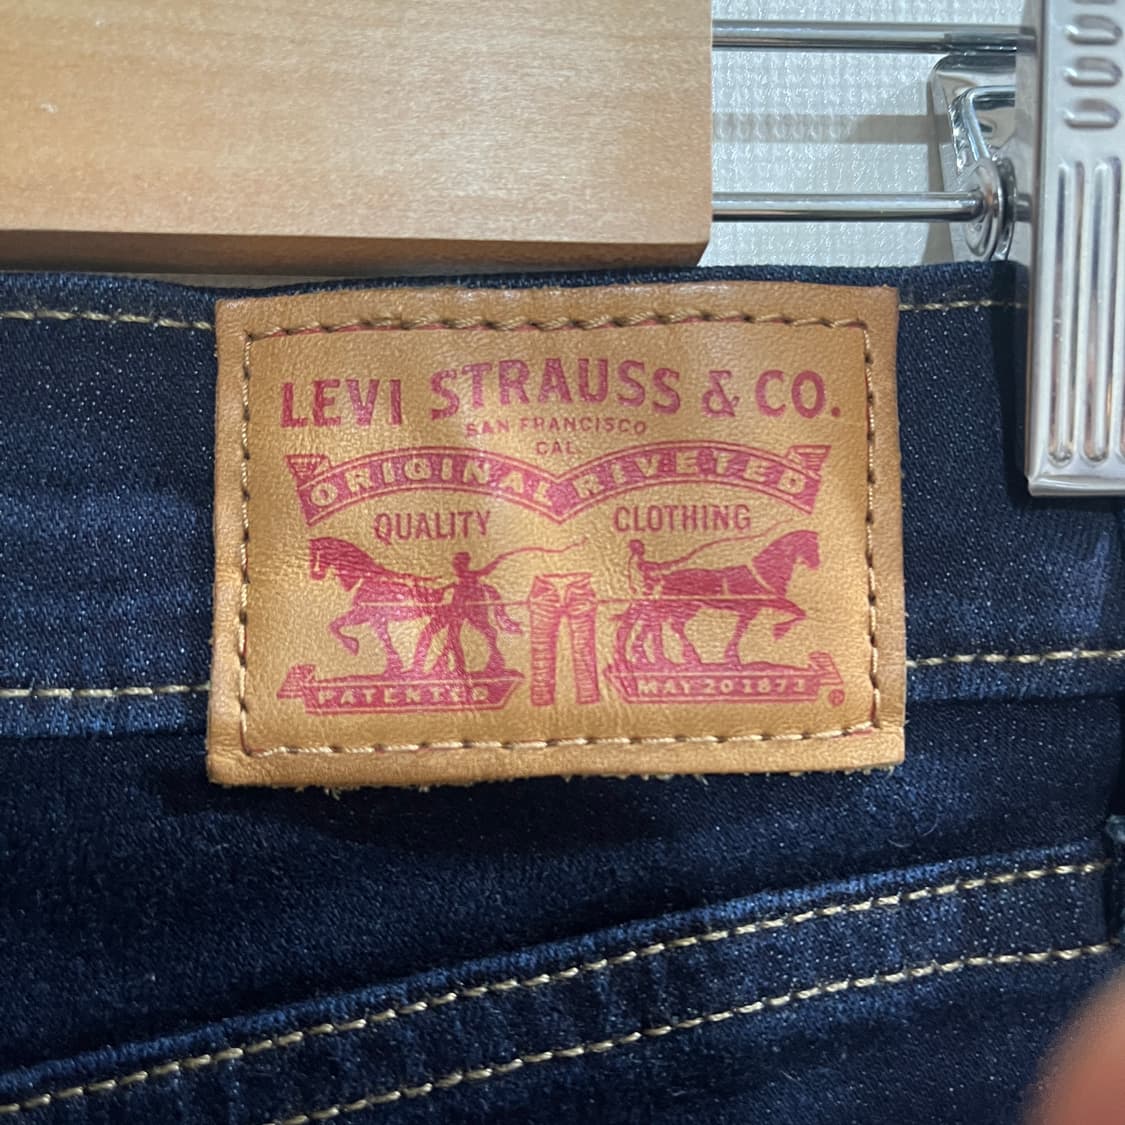 LEVI STRAUSS & CO.
SAN FRANCISCO
CAL.
ORIGINAL RIVETED
QUALITY CLOTHING
PATENTED MAY 20 1873
®